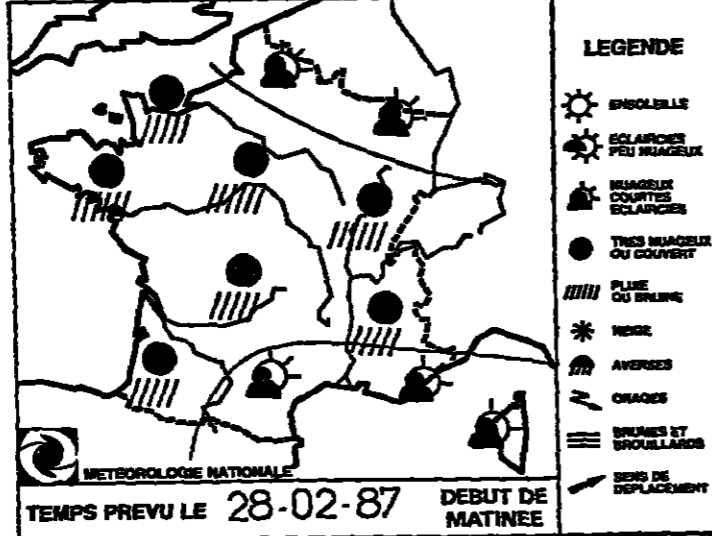 LEGENDE
ENSOLEILLE
ECLAIRCIES
PEU NUAGEUX
NUAGEUX
COURTES
ECLAIRCIES
TRES NUAGEUX
OU COUVERT
PLUIE
OU BRUINE
NEIGE
AVERSES
ORAGES
BRUMES ET
BROUILLARDS
SENS DE
DEPLACEMENT
METEOROLOGIE NATIONALE
TEMPS PREVU LE 28-02-87 DEBUT DE
MATINEE